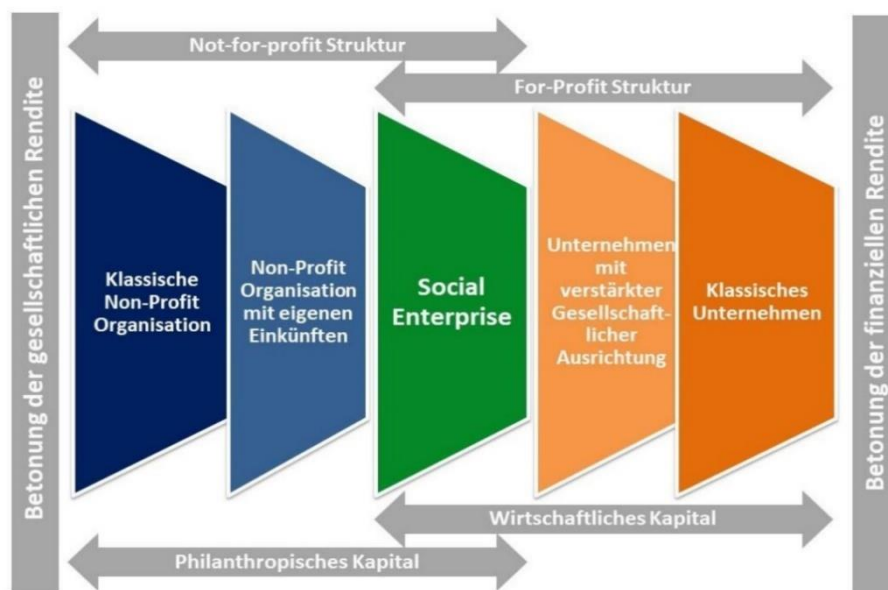 Not-for-profit Struktur
For-Profit Struktur
Betonung der gesellschaftlichen Rendite
Klassische
Non-Profit
Organisation
Non-Profit
Organisation
mit eigenen
Einkünften
Social
Enterprise
Unternehmen
mit
verstärkter
Gesellschaft-
licher
Ausrichtung
Klassisches
Unternehmen
Betonung der finanziellen Rendite
Wirtschaftliches Kapital
Philanthropisches Kapital